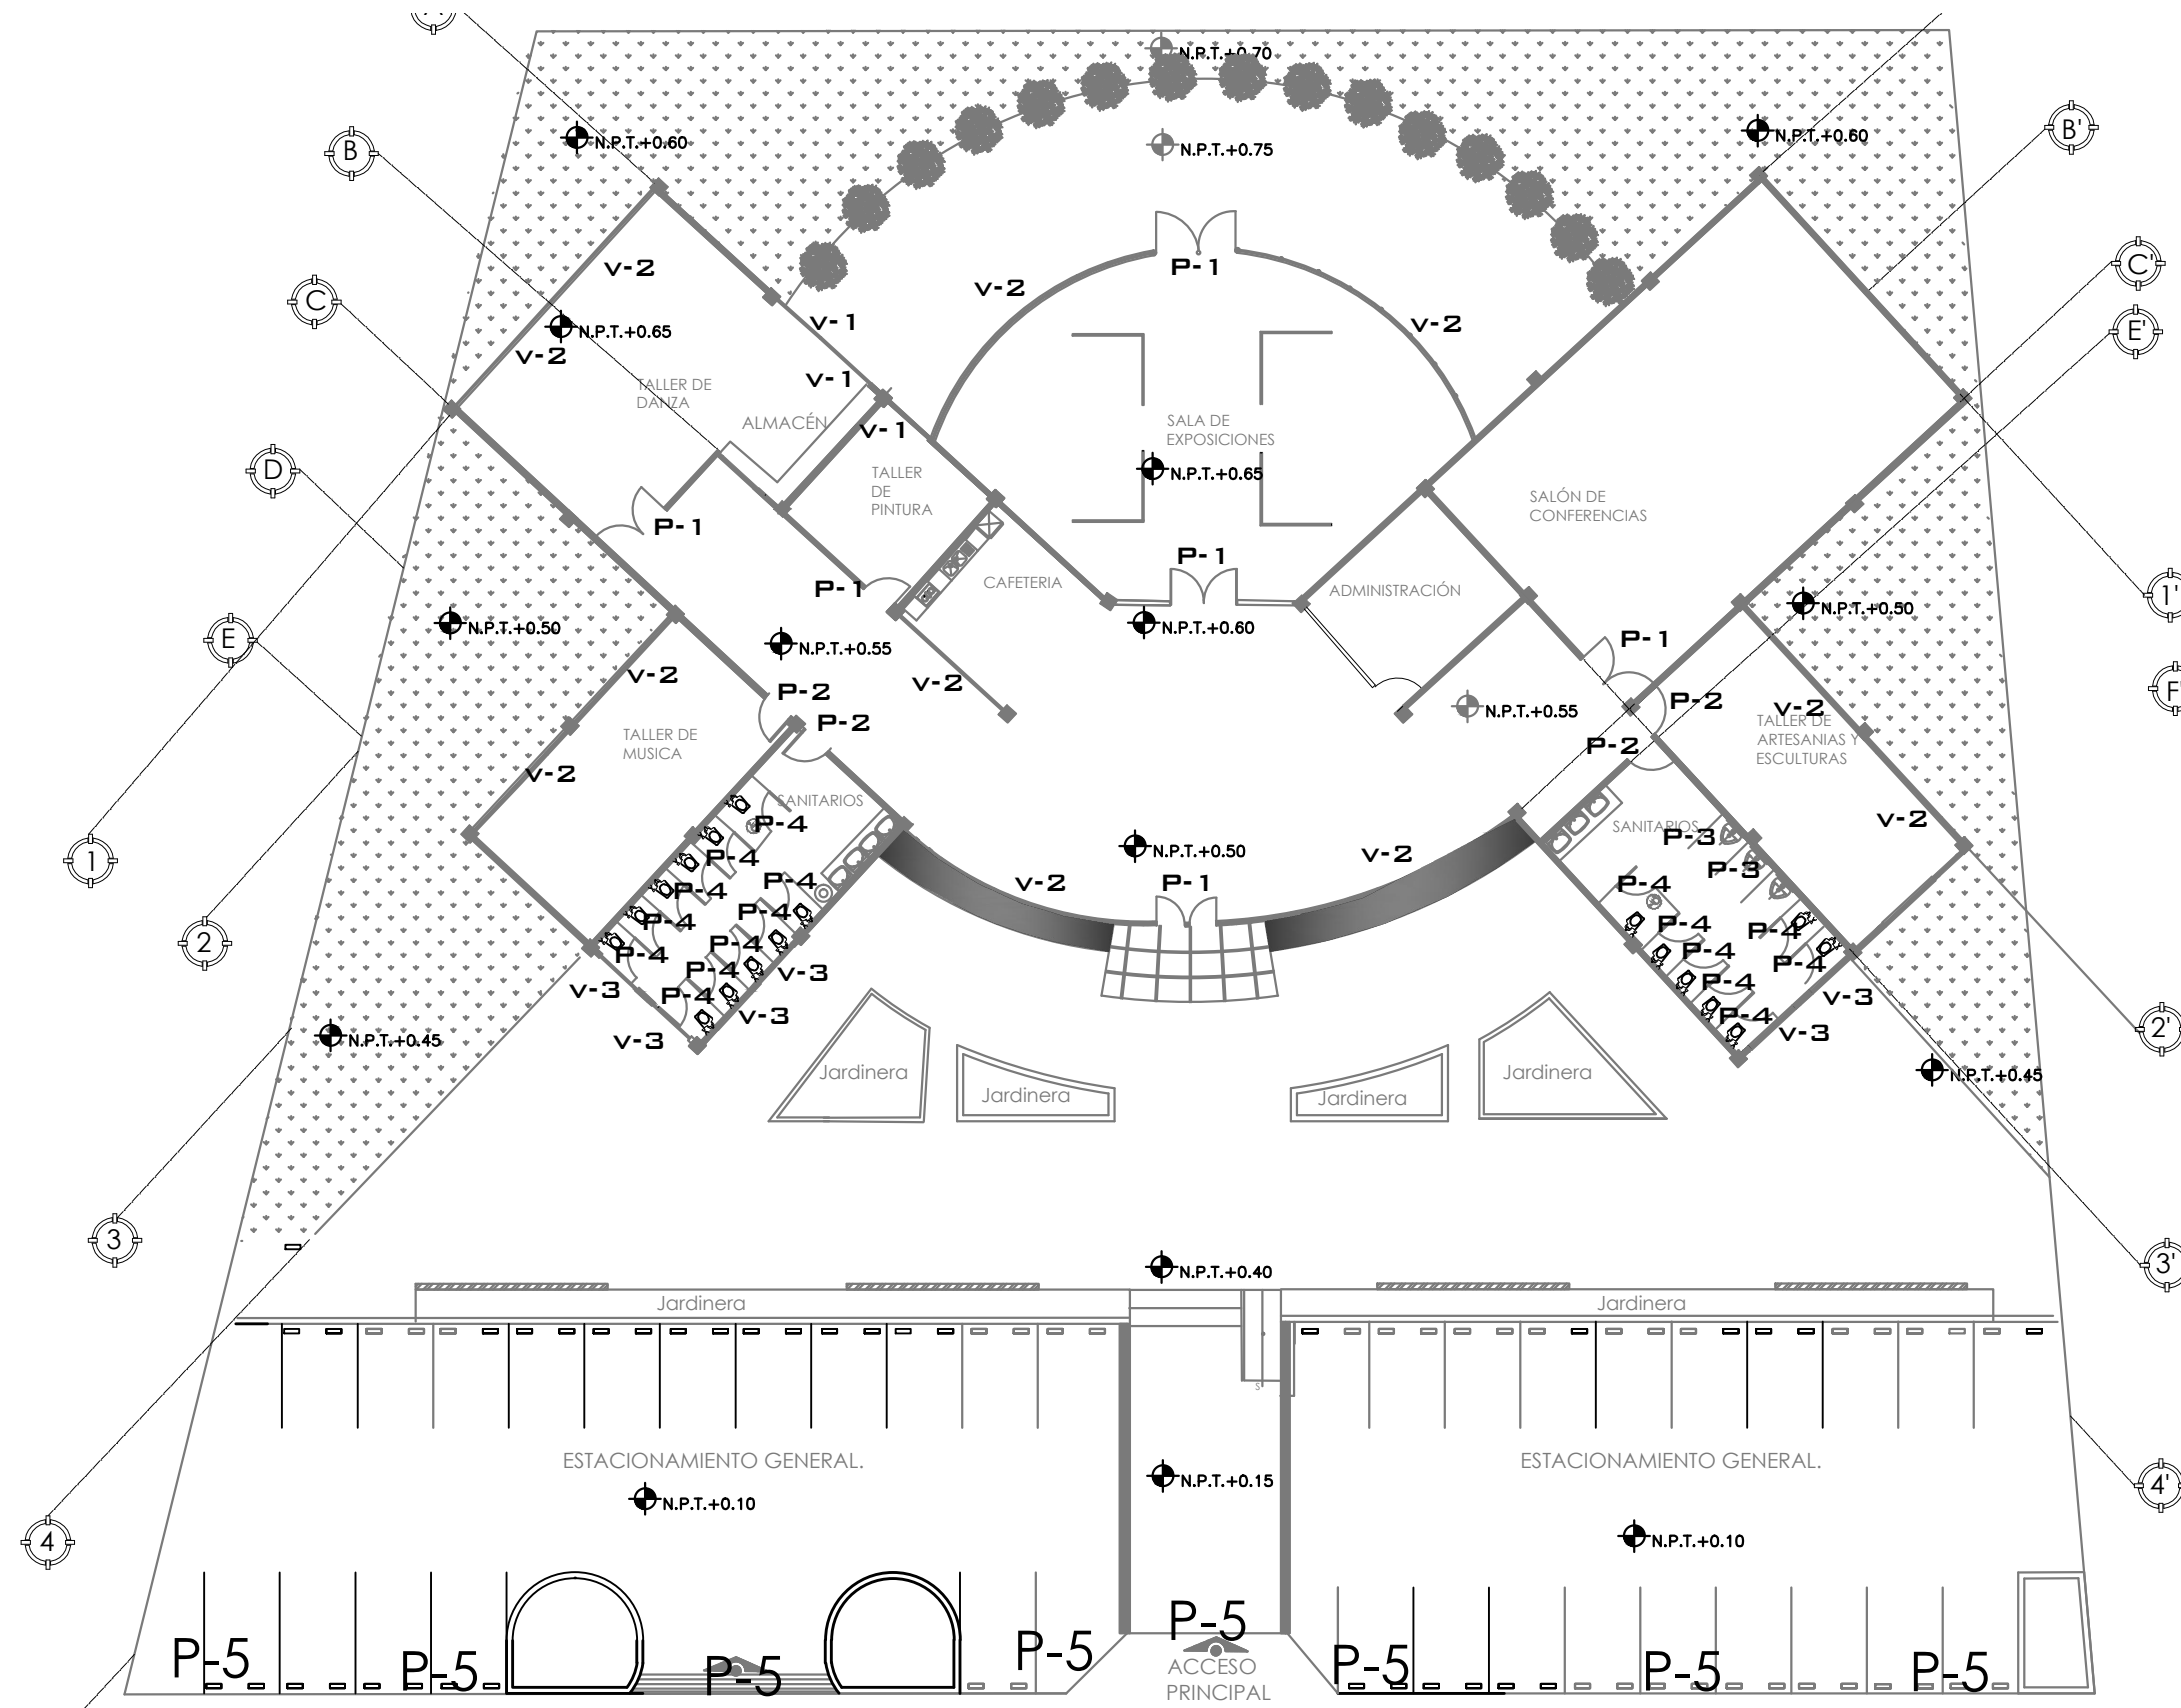 N.P.T.+0.70
N.P.T.+0.60
N.P.T.+0.75
N.P.T.+0.60
B
B'
v-2
P-1
C'
C
v-2
v-1
v-2
N.P.T.+0.65
v-2
E'
v-1
TALLER DE
DANZA
ALMACÉN
v-1
SALA DE
EXPOSICIONES
D
N.P.T.+0.65
TALLER
DE
PINTURA
SALÓN DE
CONFERENCIAS
P-1
P-1
P-1
CAFETERIA
ADMINISTRACIÓN
1'
E
N.P.T.+0.50
N.P.T.+0.60
N.P.T.+0.50
N.P.T.+0.55
P-1
v-2
v-2
P-2
P-2
F'
N.P.T.+0.55
v-2
P-2
TALLER DE
MUSICA
TALLER DE
ARTESANIAS Y
ESCULTURAS
P-2
v-2
SANITARIOS
P-4
SANITARIOS
P-3
v-2
1
P-4
N.P.T.+0.50
v-2
P-3
P-4
P-4
v-2
P-1
P-4
P-4
P-4
P-4
P-4
2
P-4
P-4
P-4
P-4
P-4
v-3
P-4
P-4
v-3
P-4
v-3
v-3
P-4
2'
v-3
v-3
N.P.T.+0.45
Jardinera
Jardinera
Jardinera
Jardinera
N.P.T.+0.45
3
3'
N.P.T.+0.40
Jardinera
Jardinera
S
ESTACIONAMIENTO GENERAL.
ESTACIONAMIENTO GENERAL.
N.P.T.+0.10
N.P.T.+0.15
4'
4
N.P.T.+0.10
P-5
P-5
P-5
P-5
P-5
P-5
P-5
P-5
ACCESO
PRINCIPAL